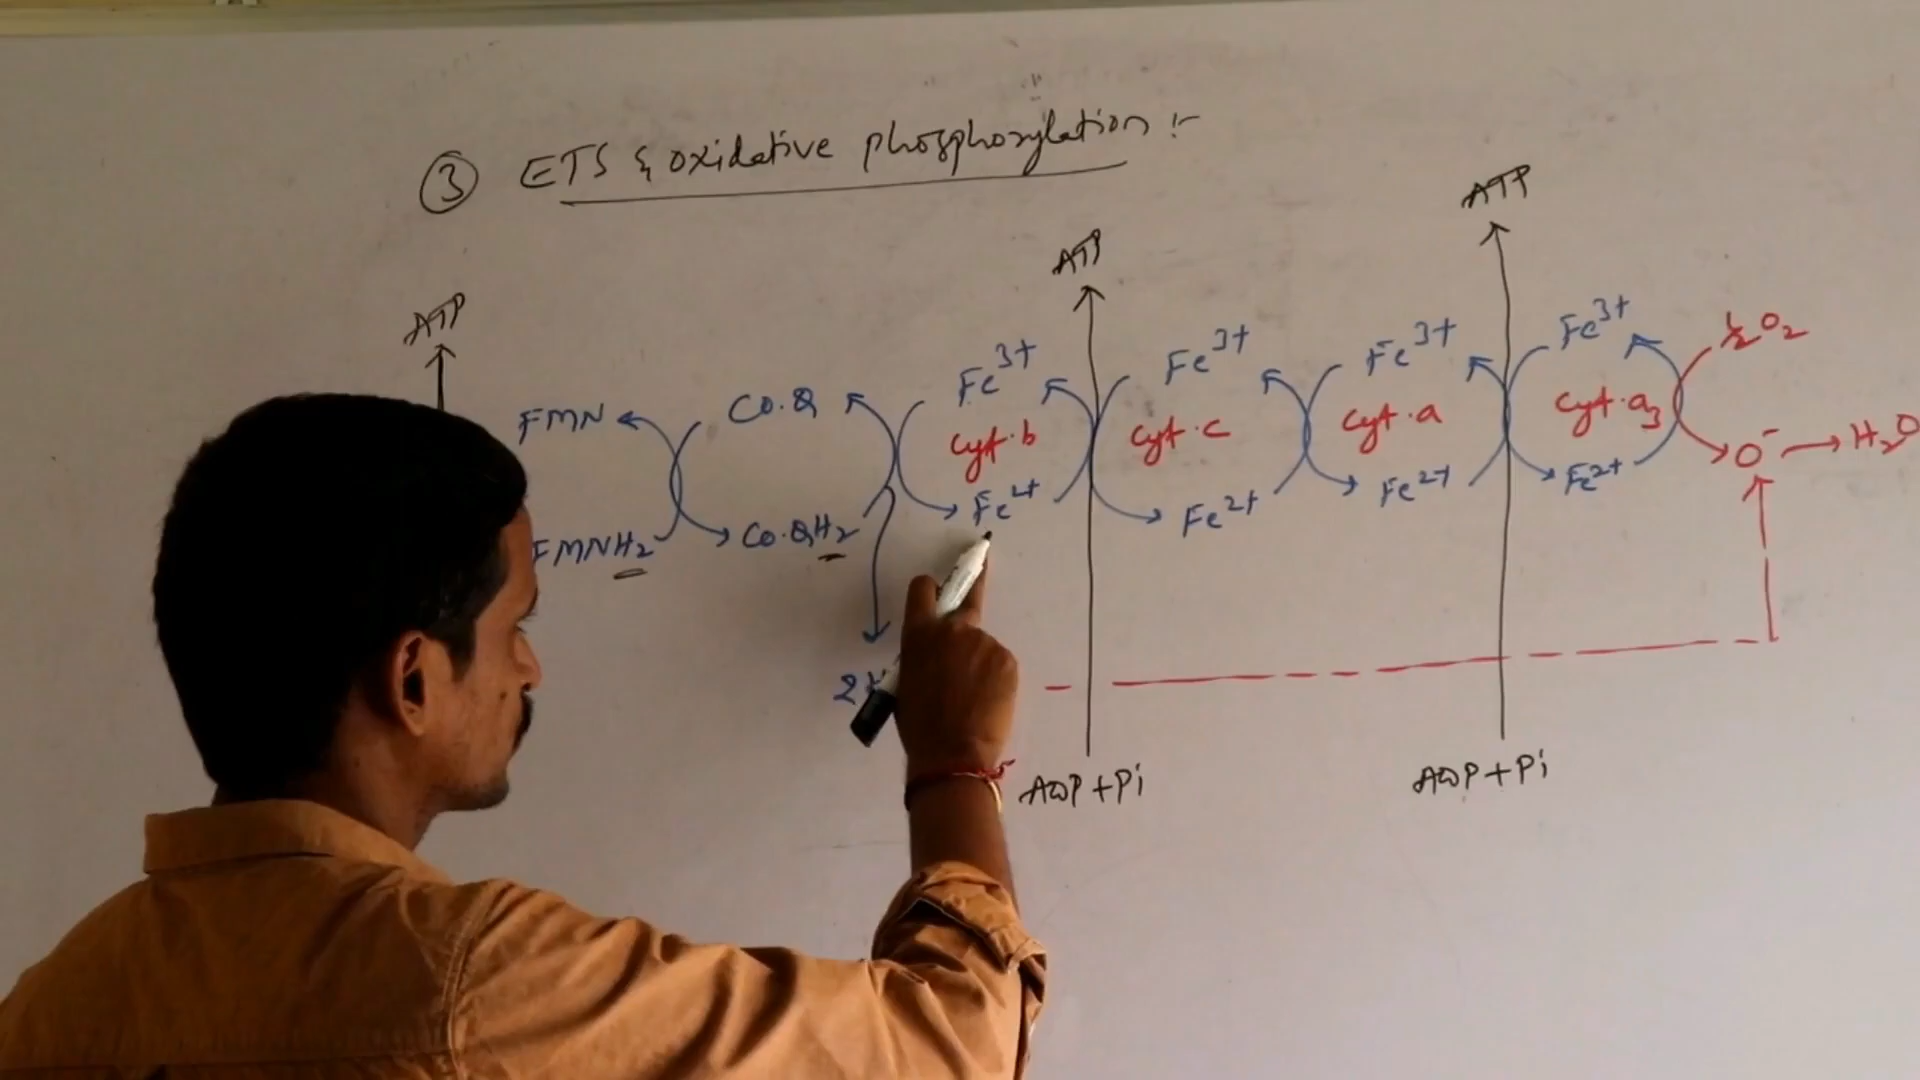 ③ ETS & oxidative phosphorylation :-
ATP ATP ATP
FMN Co.Q Fe3+ Fe3+ Fe3+ Fe3+ ½O2
Cyt.b Cyt.c Cyt.a Cyt.a3
FMNH2 Co.QH2 Fe2+ Fe2+ Fe2+ Fe2+ O- H2O
ADP+Pi ADP+Pi